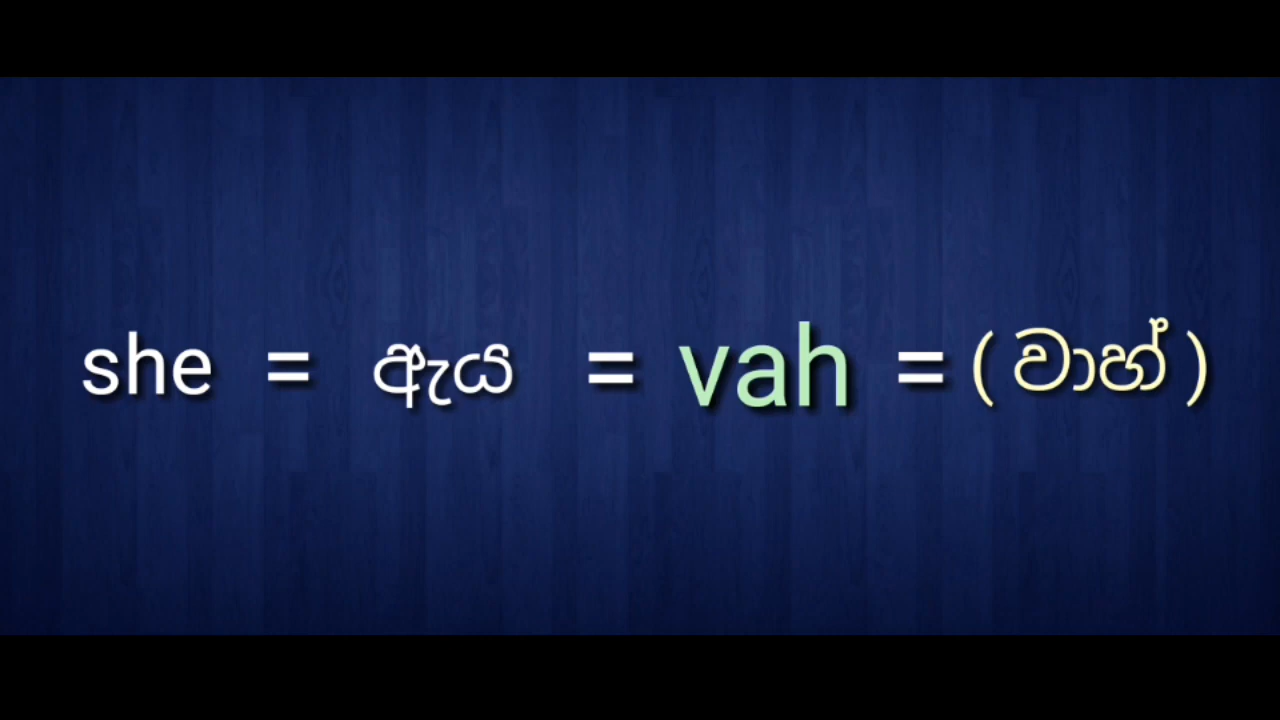 she = ඇය = vah = ( වාහ් )